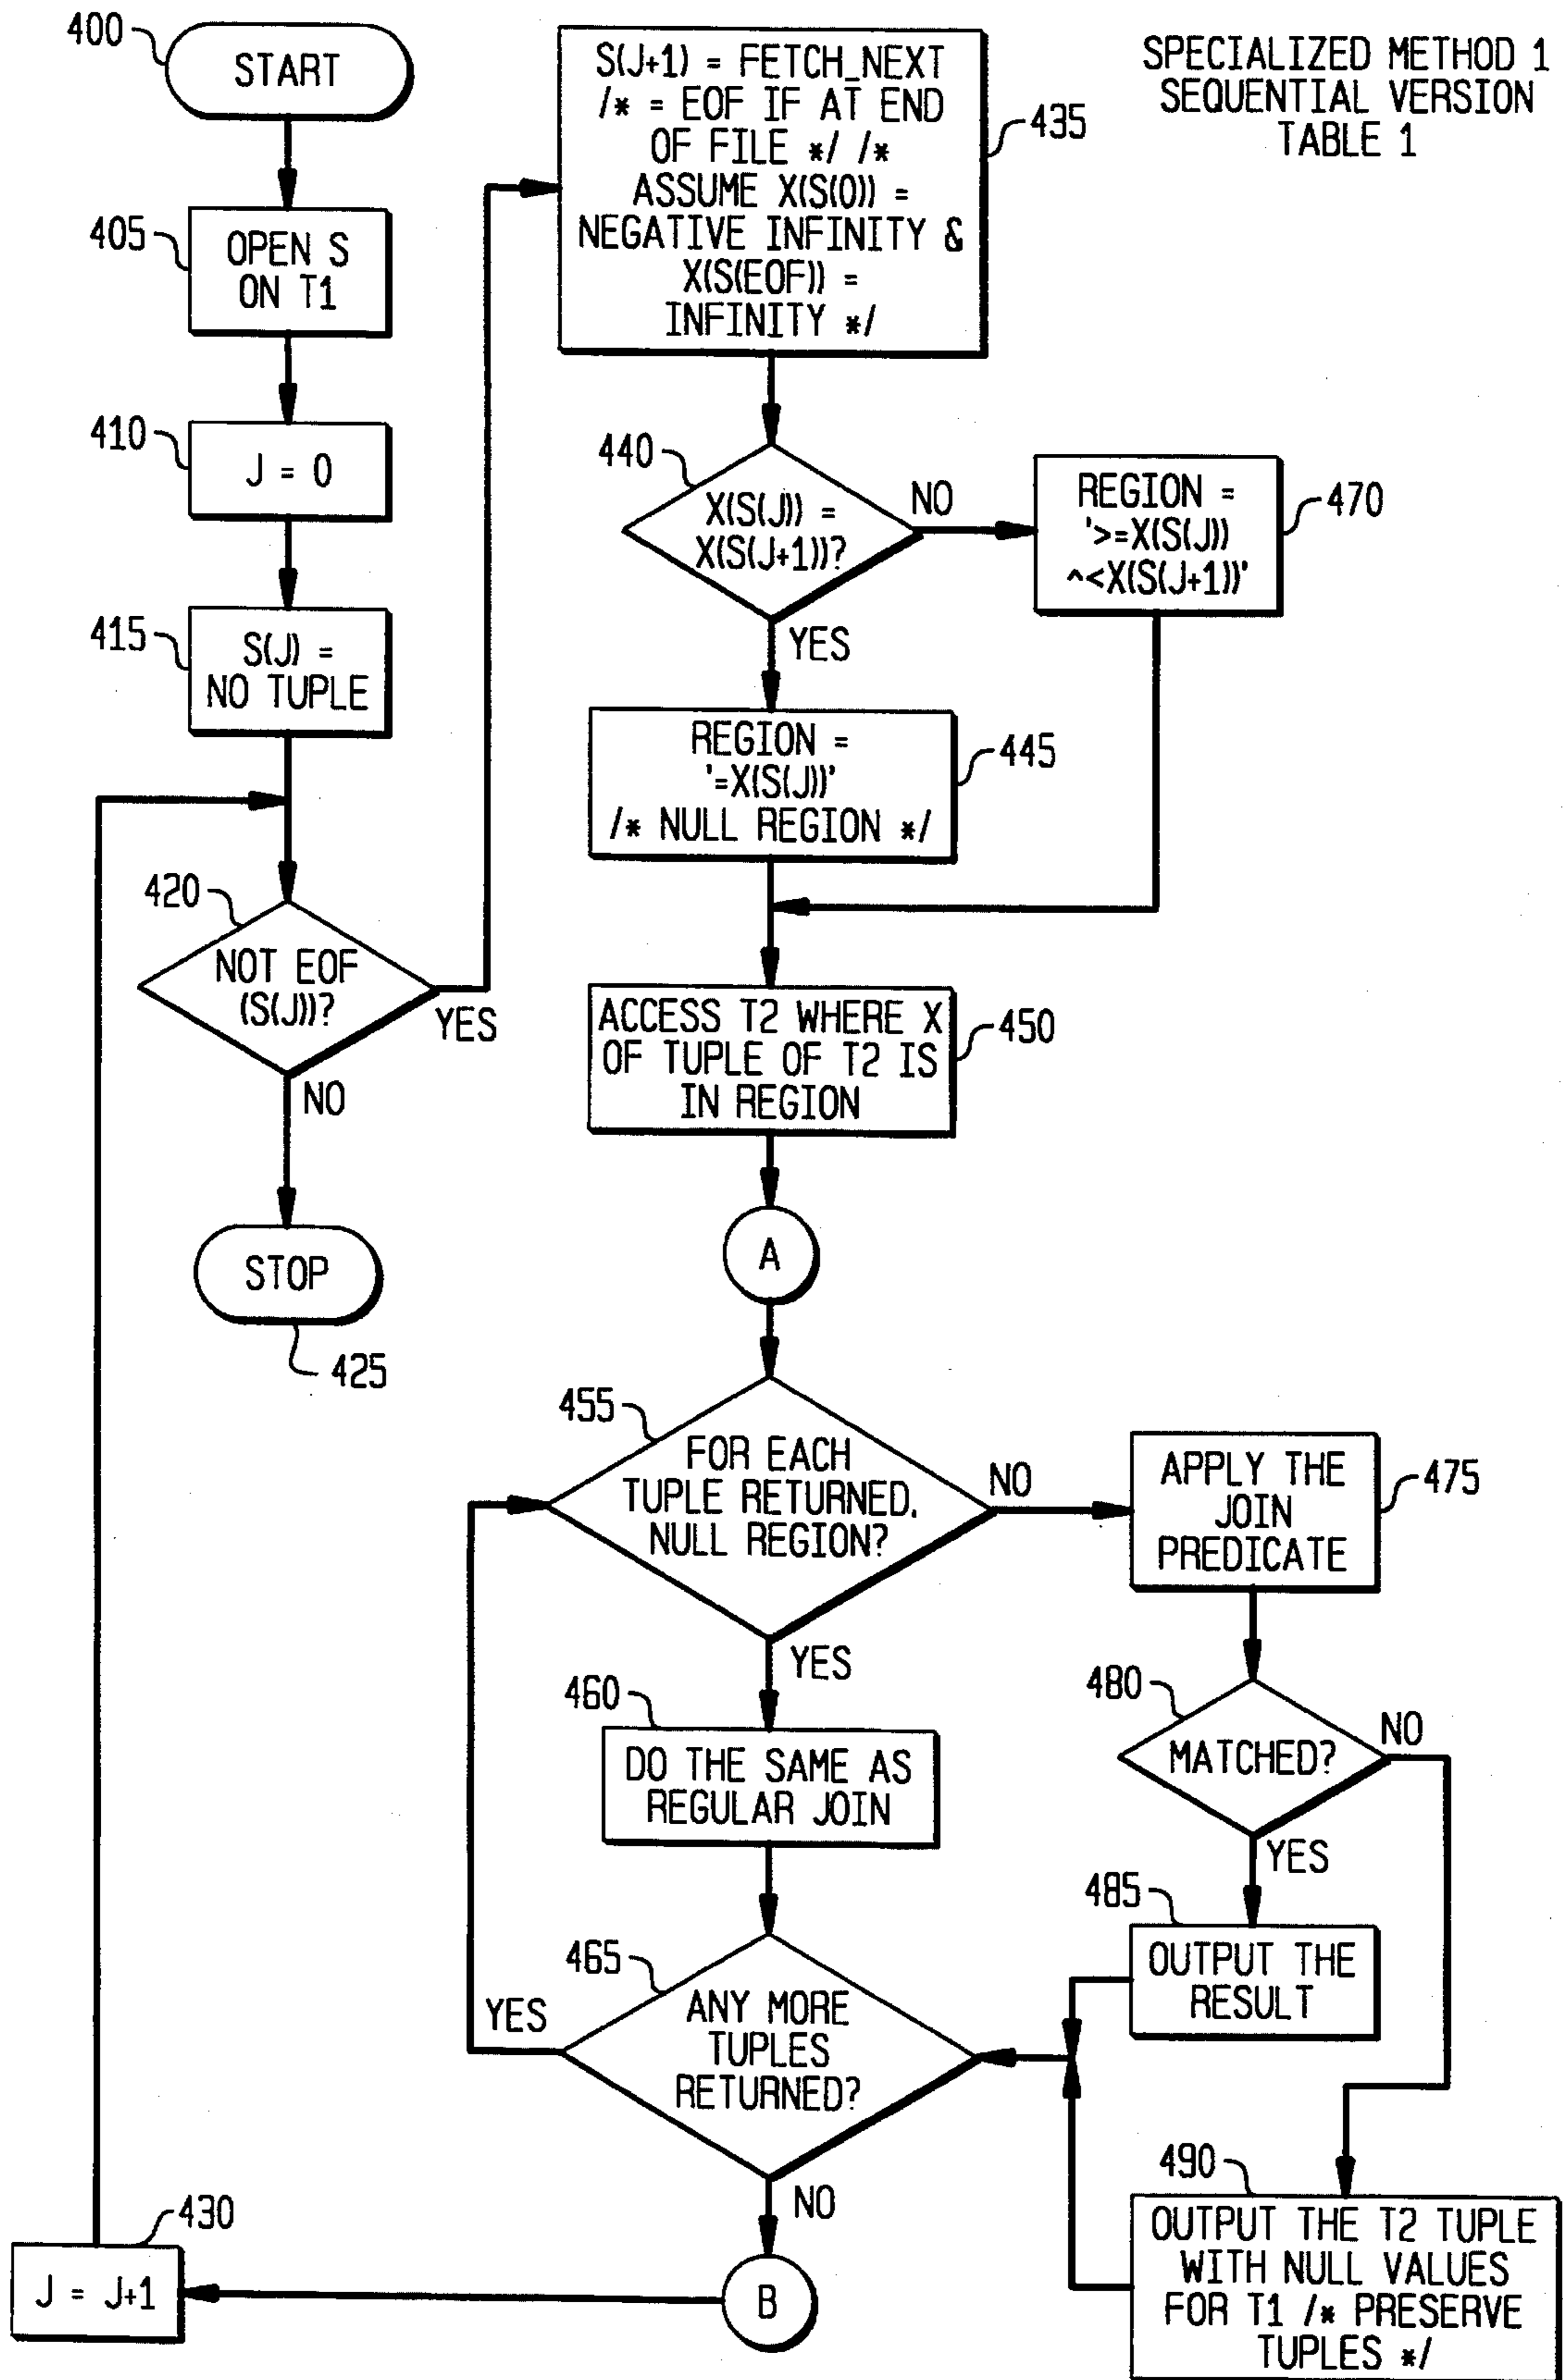 SPECIALIZED METHOD 1
SEQUENTIAL VERSION
TABLE 1
400
START
405
OPEN S
ON T1
410
J = 0
415
S(J) =
NO TUPLE
420
NOT EOF
(S(J))?
YES
NO
STOP
425
430
J = J+1
S(J+1) = FETCH_NEXT
/* = EOF IF AT END
OF FILE */ /*
ASSUME X(S(0)) =
NEGATIVE INFINITY &
X(S(EOF)) =
INFINITY */
435
440
X(S(J)) =
X(S(J+1))?
NO
YES
REGION =
'>=X(S(J))
^<X(S(J+1))'
470
REGION =
'=X(S(J))'
/* NULL REGION */
445
ACCESS T2 WHERE X
OF TUPLE OF T2 IS
IN REGION
450
A
455
FOR EACH
TUPLE RETURNED,
NULL REGION?
NO
YES
APPLY THE
JOIN
PREDICATE
475
460
DO THE SAME AS
REGULAR JOIN
480
MATCHED?
NO
YES
485
OUTPUT THE
RESULT
465
ANY MORE
TUPLES
RETURNED?
YES
NO
490
OUTPUT THE T2 TUPLE
WITH NULL VALUES
FOR T1 /* PRESERVE
TUPLES */
B